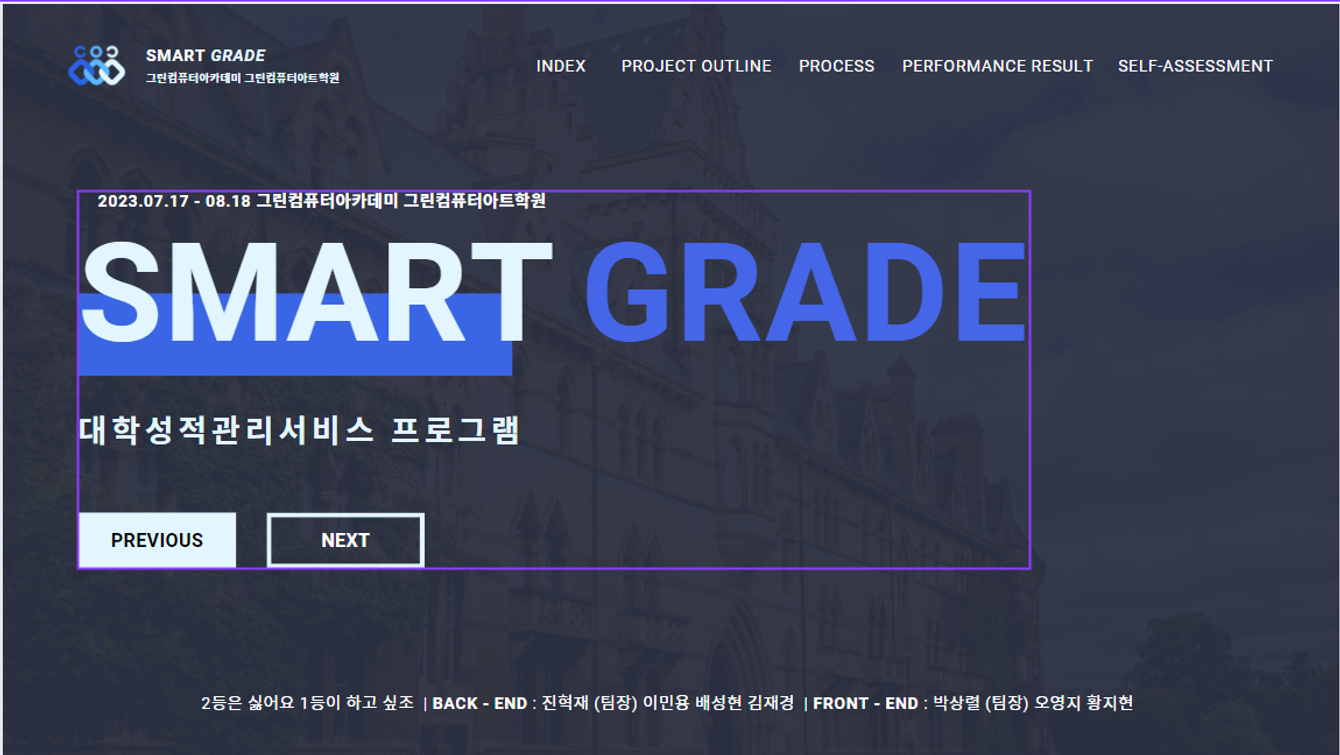 SMART GRADE
그린컴퓨터아카데미 그린컴퓨터아트학원
INDEX PROJECT OUTLINE PROCESS PERFORMANCE RESULT SELF-ASSESSMENT
2023.07.17 - 08.18 그린컴퓨터아카데미 그린컴퓨터아트학원
SMART GRADE
대학성적관리서비스 프로그램
PREVIOUS NEXT
2등은 싫어요 1등이 하고 싶조 | BACK - END : 진혁재 (팀장) 이민용 배성현 김재경 | FRONT - END : 박상렬 (팀장) 오영지 황지현